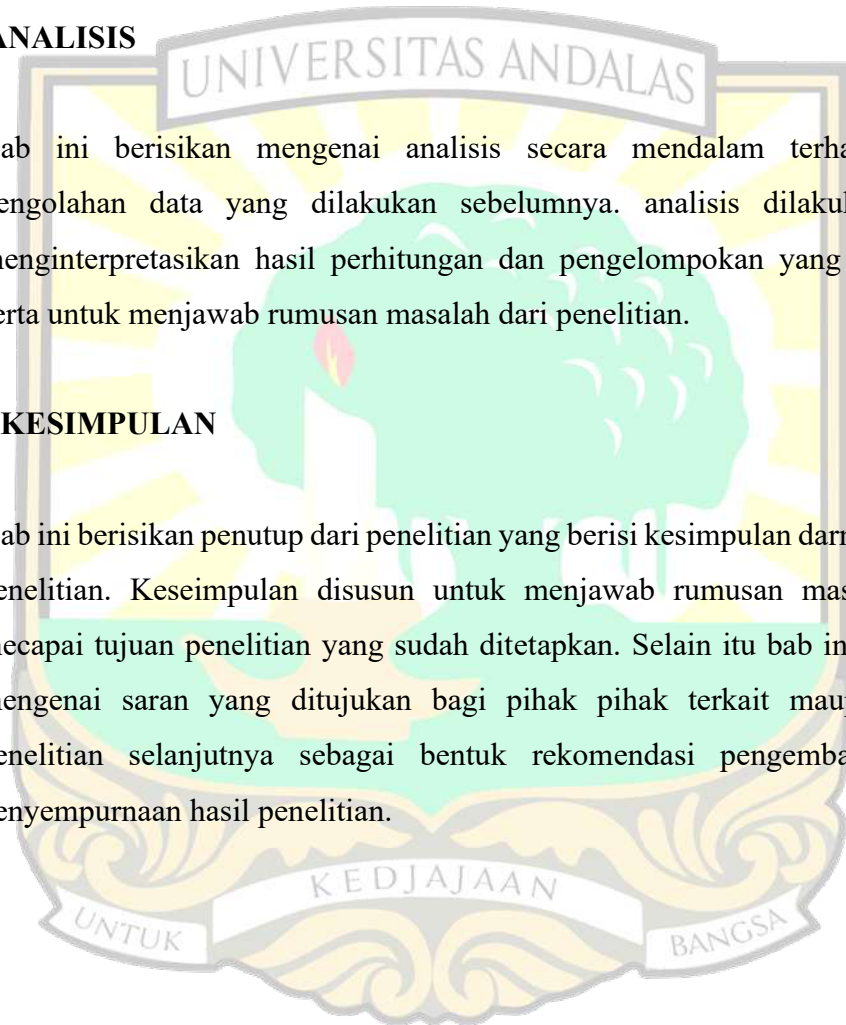 ANALISIS
UNIVERSITAS ANDALAS
ab ini berisikan mengenai analisis secara mendalam terha
engolahan data yang dilakukan sebelumnya. analisis dilakul
enginterpretasikan hasil perhitungan dan pengelompokan yang
erta untuk menjawab rumusan masalah dari penelitian.
KESIMPULAN
ab ini berisikan penutup dari penelitian yang berisi kesimpulan darr
enelitian. Keseimpulan disusun untuk menjawab rumusan mas
ecapai tujuan penelitian yang sudah ditetapkan. Selain itu bab in
engenai saran yang ditujukan bagi pihak pihak terkait mau
enelitian selanjutnya sebagai bentuk rekomendasi pengemba
enyempurnaan hasil penelitian.
UNTUK KEDJAJAAN BANGSA